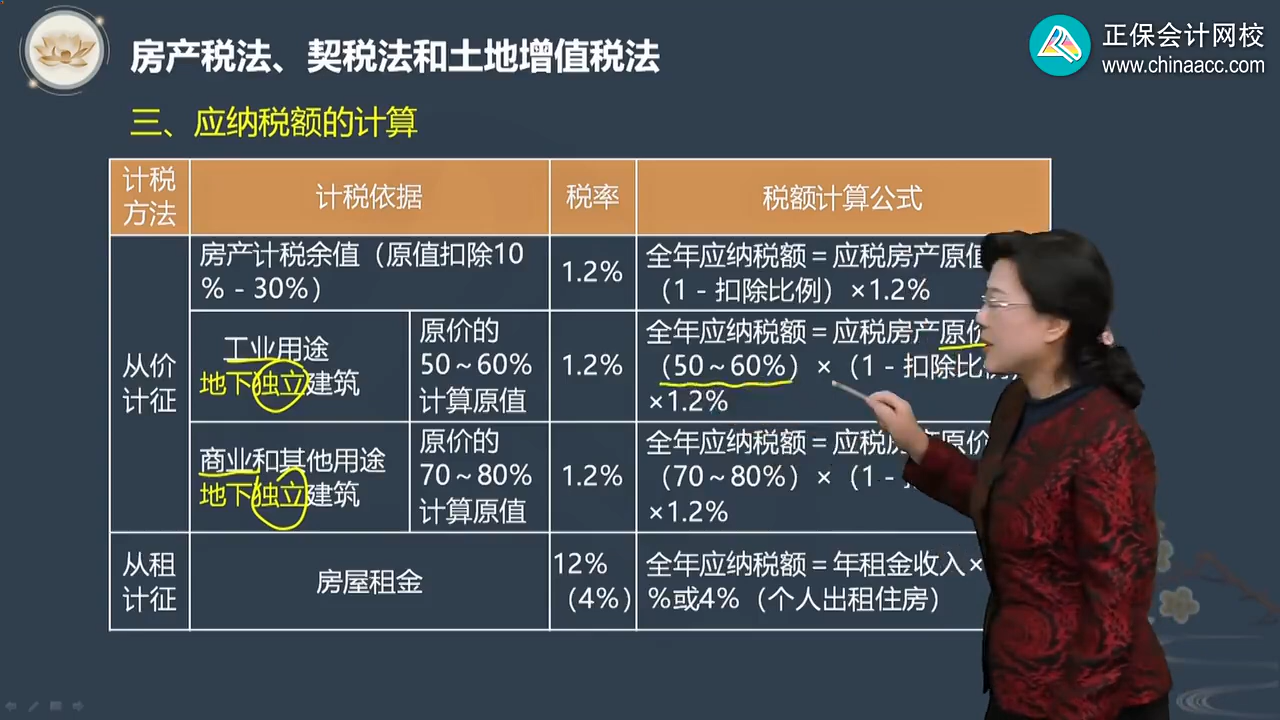 房产税法、契税法和土地增值税法
正保会计网校
www.chinaacc.com
三、应纳税额的计算
计税
方法
计税依据
税率
税额计算公式
从价
计征
房产计税余值（原值扣除10
%－30%）
1.2%
全年应纳税额＝应税房产原值
（1－扣除比例）×1.2%
工业用途
地下独立建筑
原价的
50～60%
计算原值
1.2%
全年应纳税额＝应税房产原价
（50～60%）×（1－扣除比例）
×1.2%
商业和其他用途
地下独立建筑
原价的
70～80%
计算原值
1.2%
全年应纳税额＝应税房产原价
（70～80%）×（1－
×1.2%
从租
计征
房屋租金
12%
（4%）
全年应纳税额＝年租金收入×
%或4%（个人出租住房）